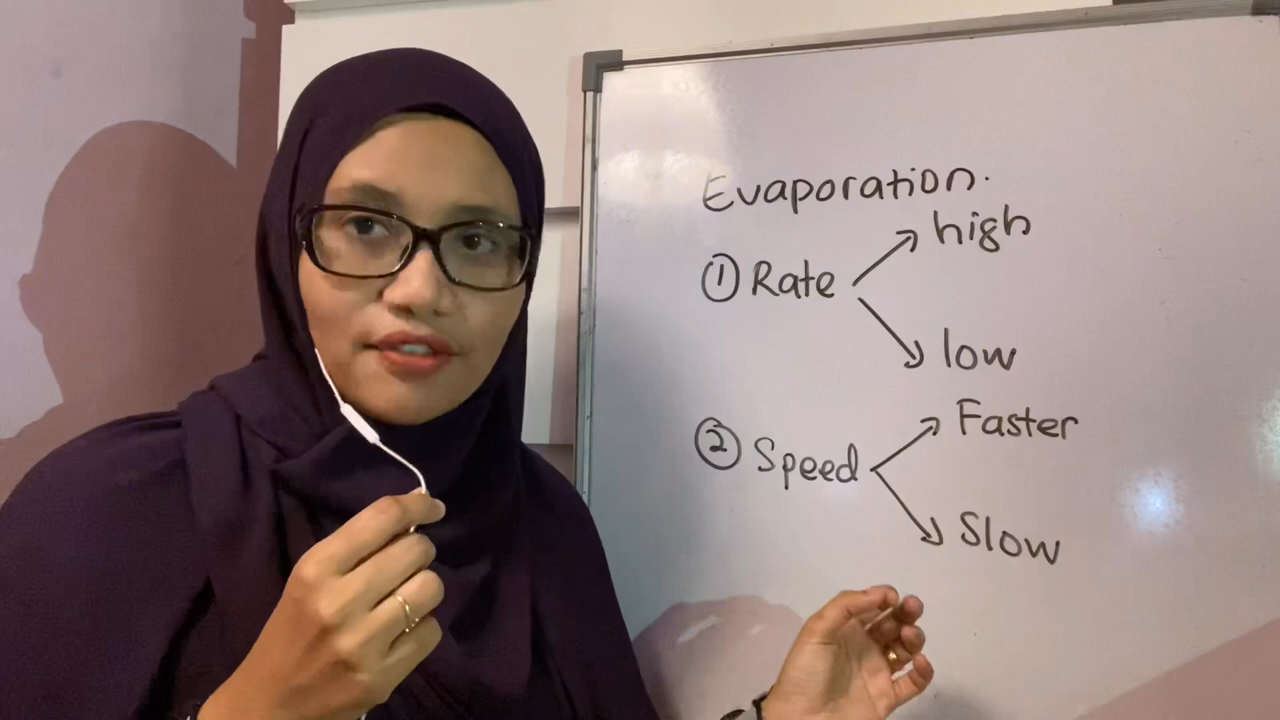 Evaporation.
high
① Rate
low
Faster
② Speed
Slow